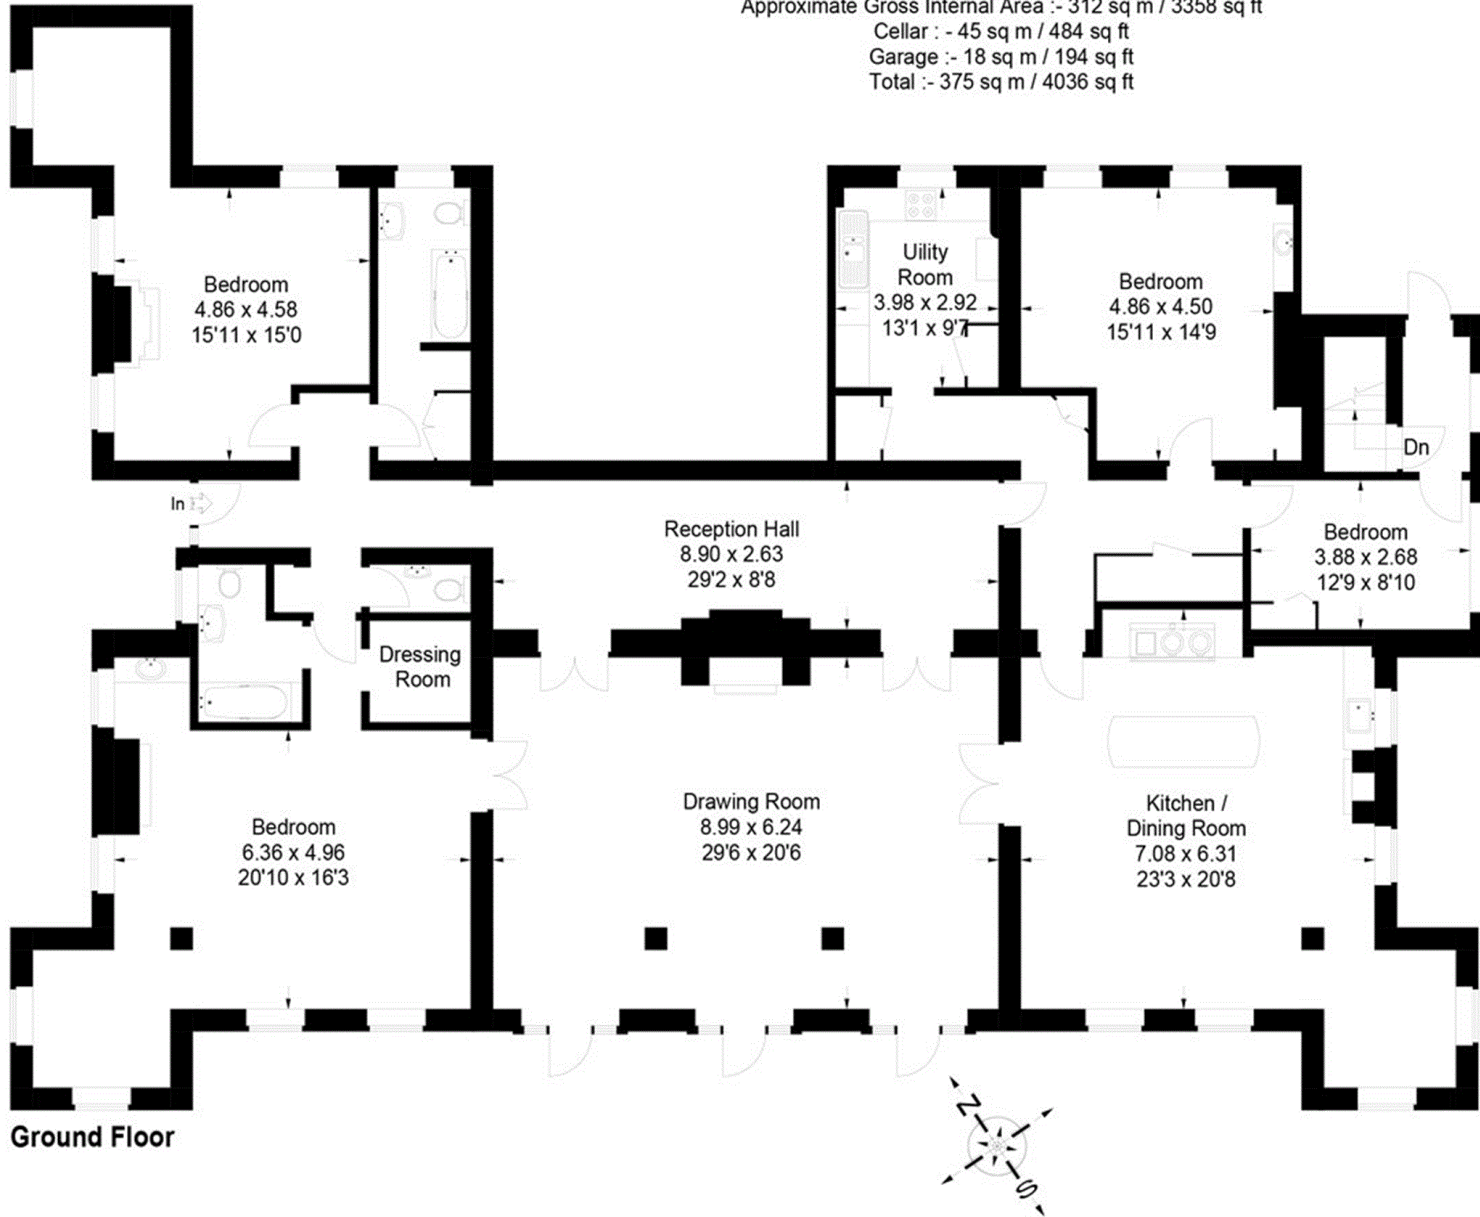 Approximate Gross Internal Area :- 312 sq m / 3358 sq ft
Cellar : - 45 sq m / 484 sq ft
Garage :- 18 sq m / 194 sq ft
Total :- 375 sq m / 4036 sq ft
Bedroom
4.86 x 4.58
15'11 x 15'0
Uility
Room
3.98 x 2.92
13'1 x 9'7
Bedroom
4.86 x 4.50
15'11 x 14'9
Dn
In
Reception Hall
8.90 x 2.63
29'2 x 8'8
Bedroom
3.88 x 2.68
12'9 x 8'10
Dressing
Room
Bedroom
6.36 x 4.96
20'10 x 16'3
Drawing Room
8.99 x 6.24
29'6 x 20'6
Kitchen /
Dining Room
7.08 x 6.31
23'3 x 20'8
N
S
Ground Floor